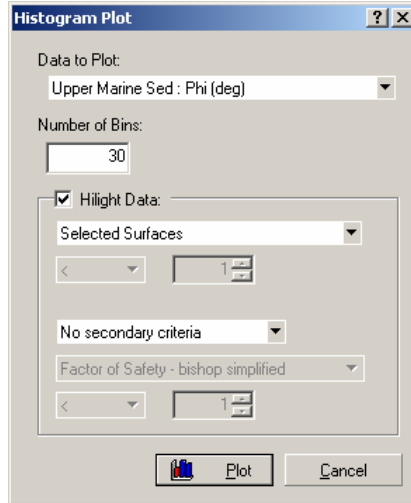 Histogram Plot
Data to Plot:
Upper Marine Sed : Phi (deg)
Number of Bins:
30
Hilight Data:
Selected Surfaces
< 1
No secondary criteria
Factor of Safety - bishop simplified
< 1
Plot Cancel